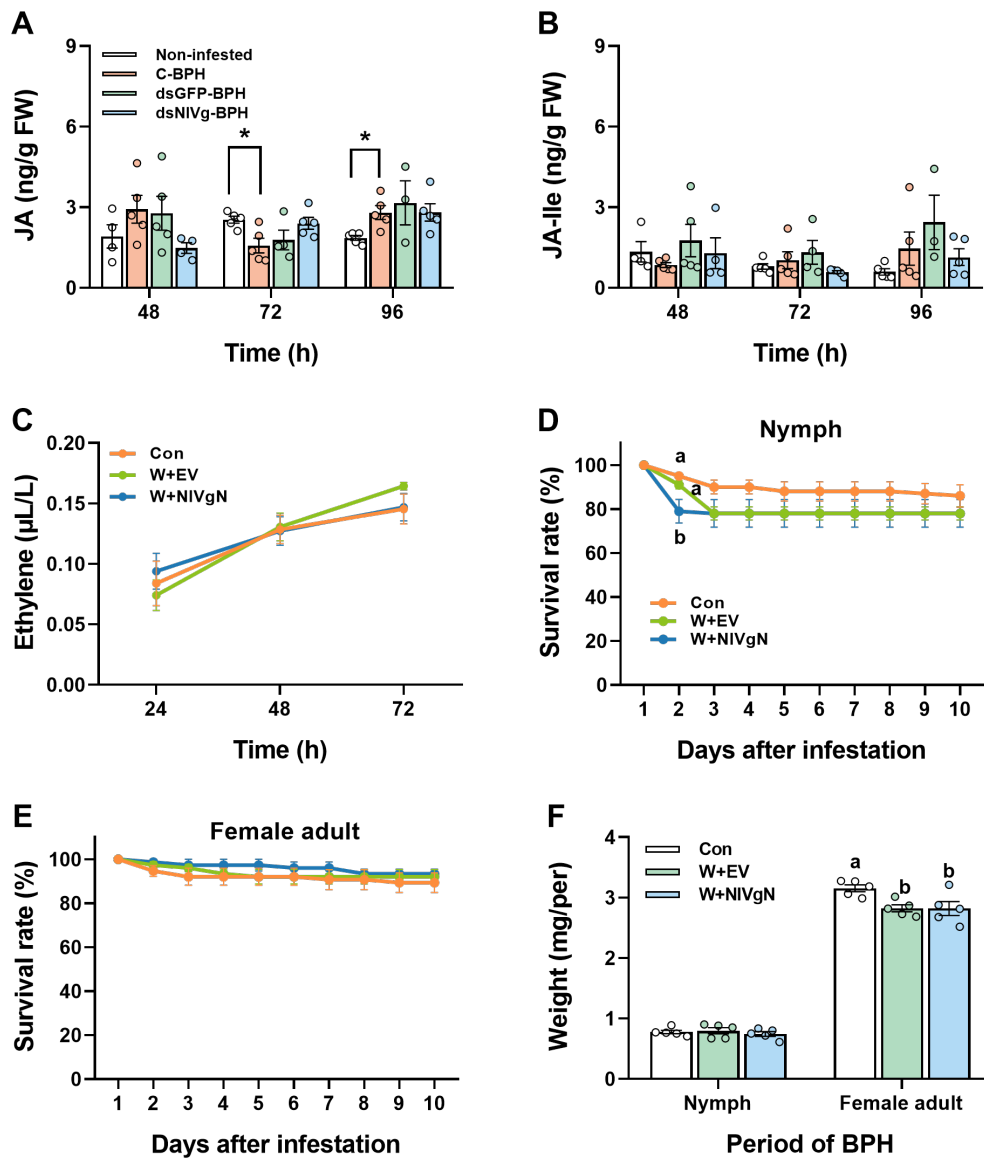 A
Non-infested
C-BPH
dsGFP-BPH
dsNlVg-BPH
JA (ng/g FW)
9
6
3
0
*
*
48 72 96
Time (h)
B
JA-Ile (ng/g FW)
9
6
3
0
48 72 96
Time (h)
C
Con
W+EV
W+NlVgN
Ethylene (μL/L)
0.20
0.15
0.10
0.05
0.00
24 48 72
Time (h)
D
Nymph
Survival rate (%)
100
80
60
40
20
0
a
a
b
Con
W+EV
W+NlVgN
1 2 3 4 5 6 7 8 9 10
Days after infestation
E
Female adult
Survival rate (%)
100
80
60
40
20
0
1 2 3 4 5 6 7 8 9 10
Days after infestation
F
Con
W+EV
W+NlVgN
Weight (mg/per)
4
3
2
1
0
a
b b
Nymph Female adult
Period of BPH